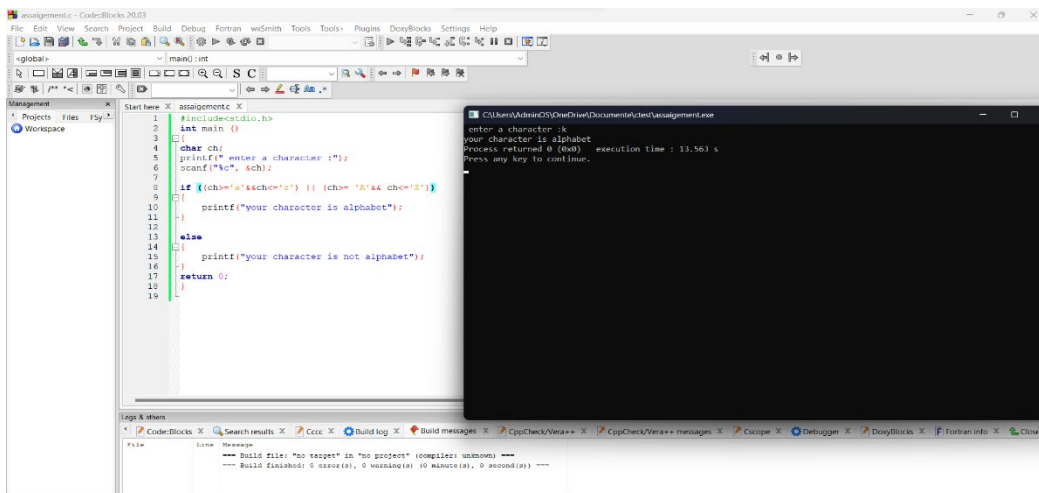 assaigement.c - Code::Blocks 20.03
File Edit View Search Project Build Debug Fortran wxSmith Tools Tools+ Plugins DoxyBlocks Settings Help
<global> main() : int
S C
/** *<
Management
Projects Files FSy
Workspace
Start here X assaigement.c X
1 #include<stdio.h>
2 int main ()
3 {
4 char ch;
5 printf(" enter a character :");
6 scanf("%c", &ch);
7
8 if ((ch>='a'&&ch<='z') || (ch>= 'A'&& ch<='Z'))
9 {
10 printf("your character is alphabet");
11 }
12
13 else
14 {
15 printf("your character is not alphabet");
16 }
17 return 0;
18 }
19
C:\Users\AdminOS\OneDrive\Documente\ctest\assaigement.exe
enter a character :k
your character is alphabet
Process returned 0 (0x0) execution time : 13.563 s
Press any key to continue.
Logs & others
Code::Blocks X Search results X Cccc X Build log X Build messages X CppCheck/Vera++ X CppCheck/Vera++ messages X Cscope X Debugger X DoxyBlocks X Fortran info X Close
File Line Message
=== Build file: "no target" in "no project" (compiler: unknown) ===
=== Build finished: 0 error(s), 0 warning(s) (0 minute(s), 0 second(s)) ===